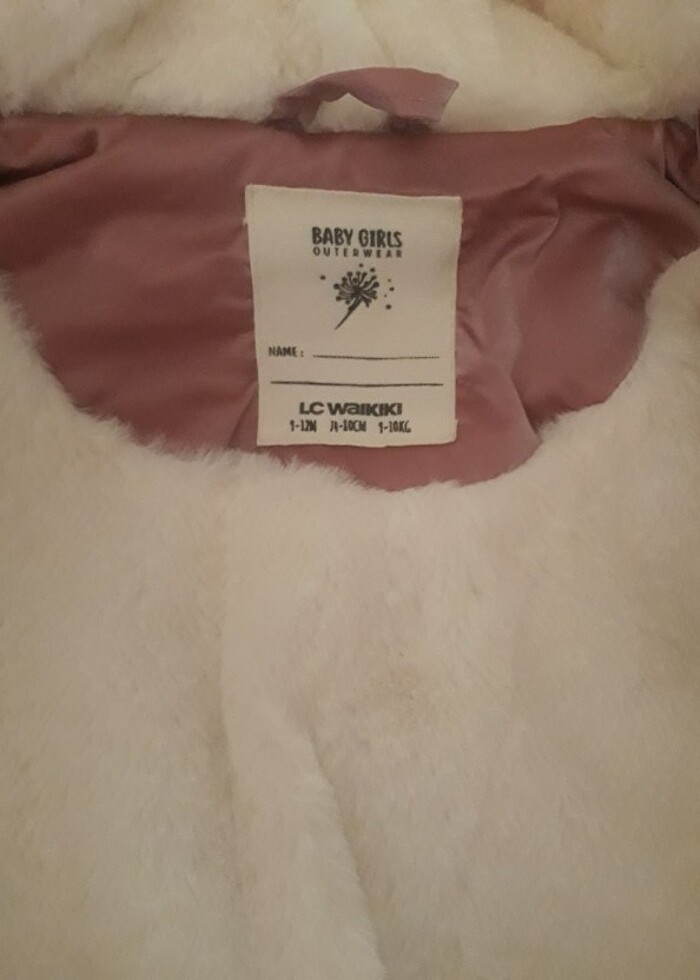 BABY GIRLS
OUTERWEAR
NAME:
LC WAIKIKI
9-12M 74-80CM 9-10KG